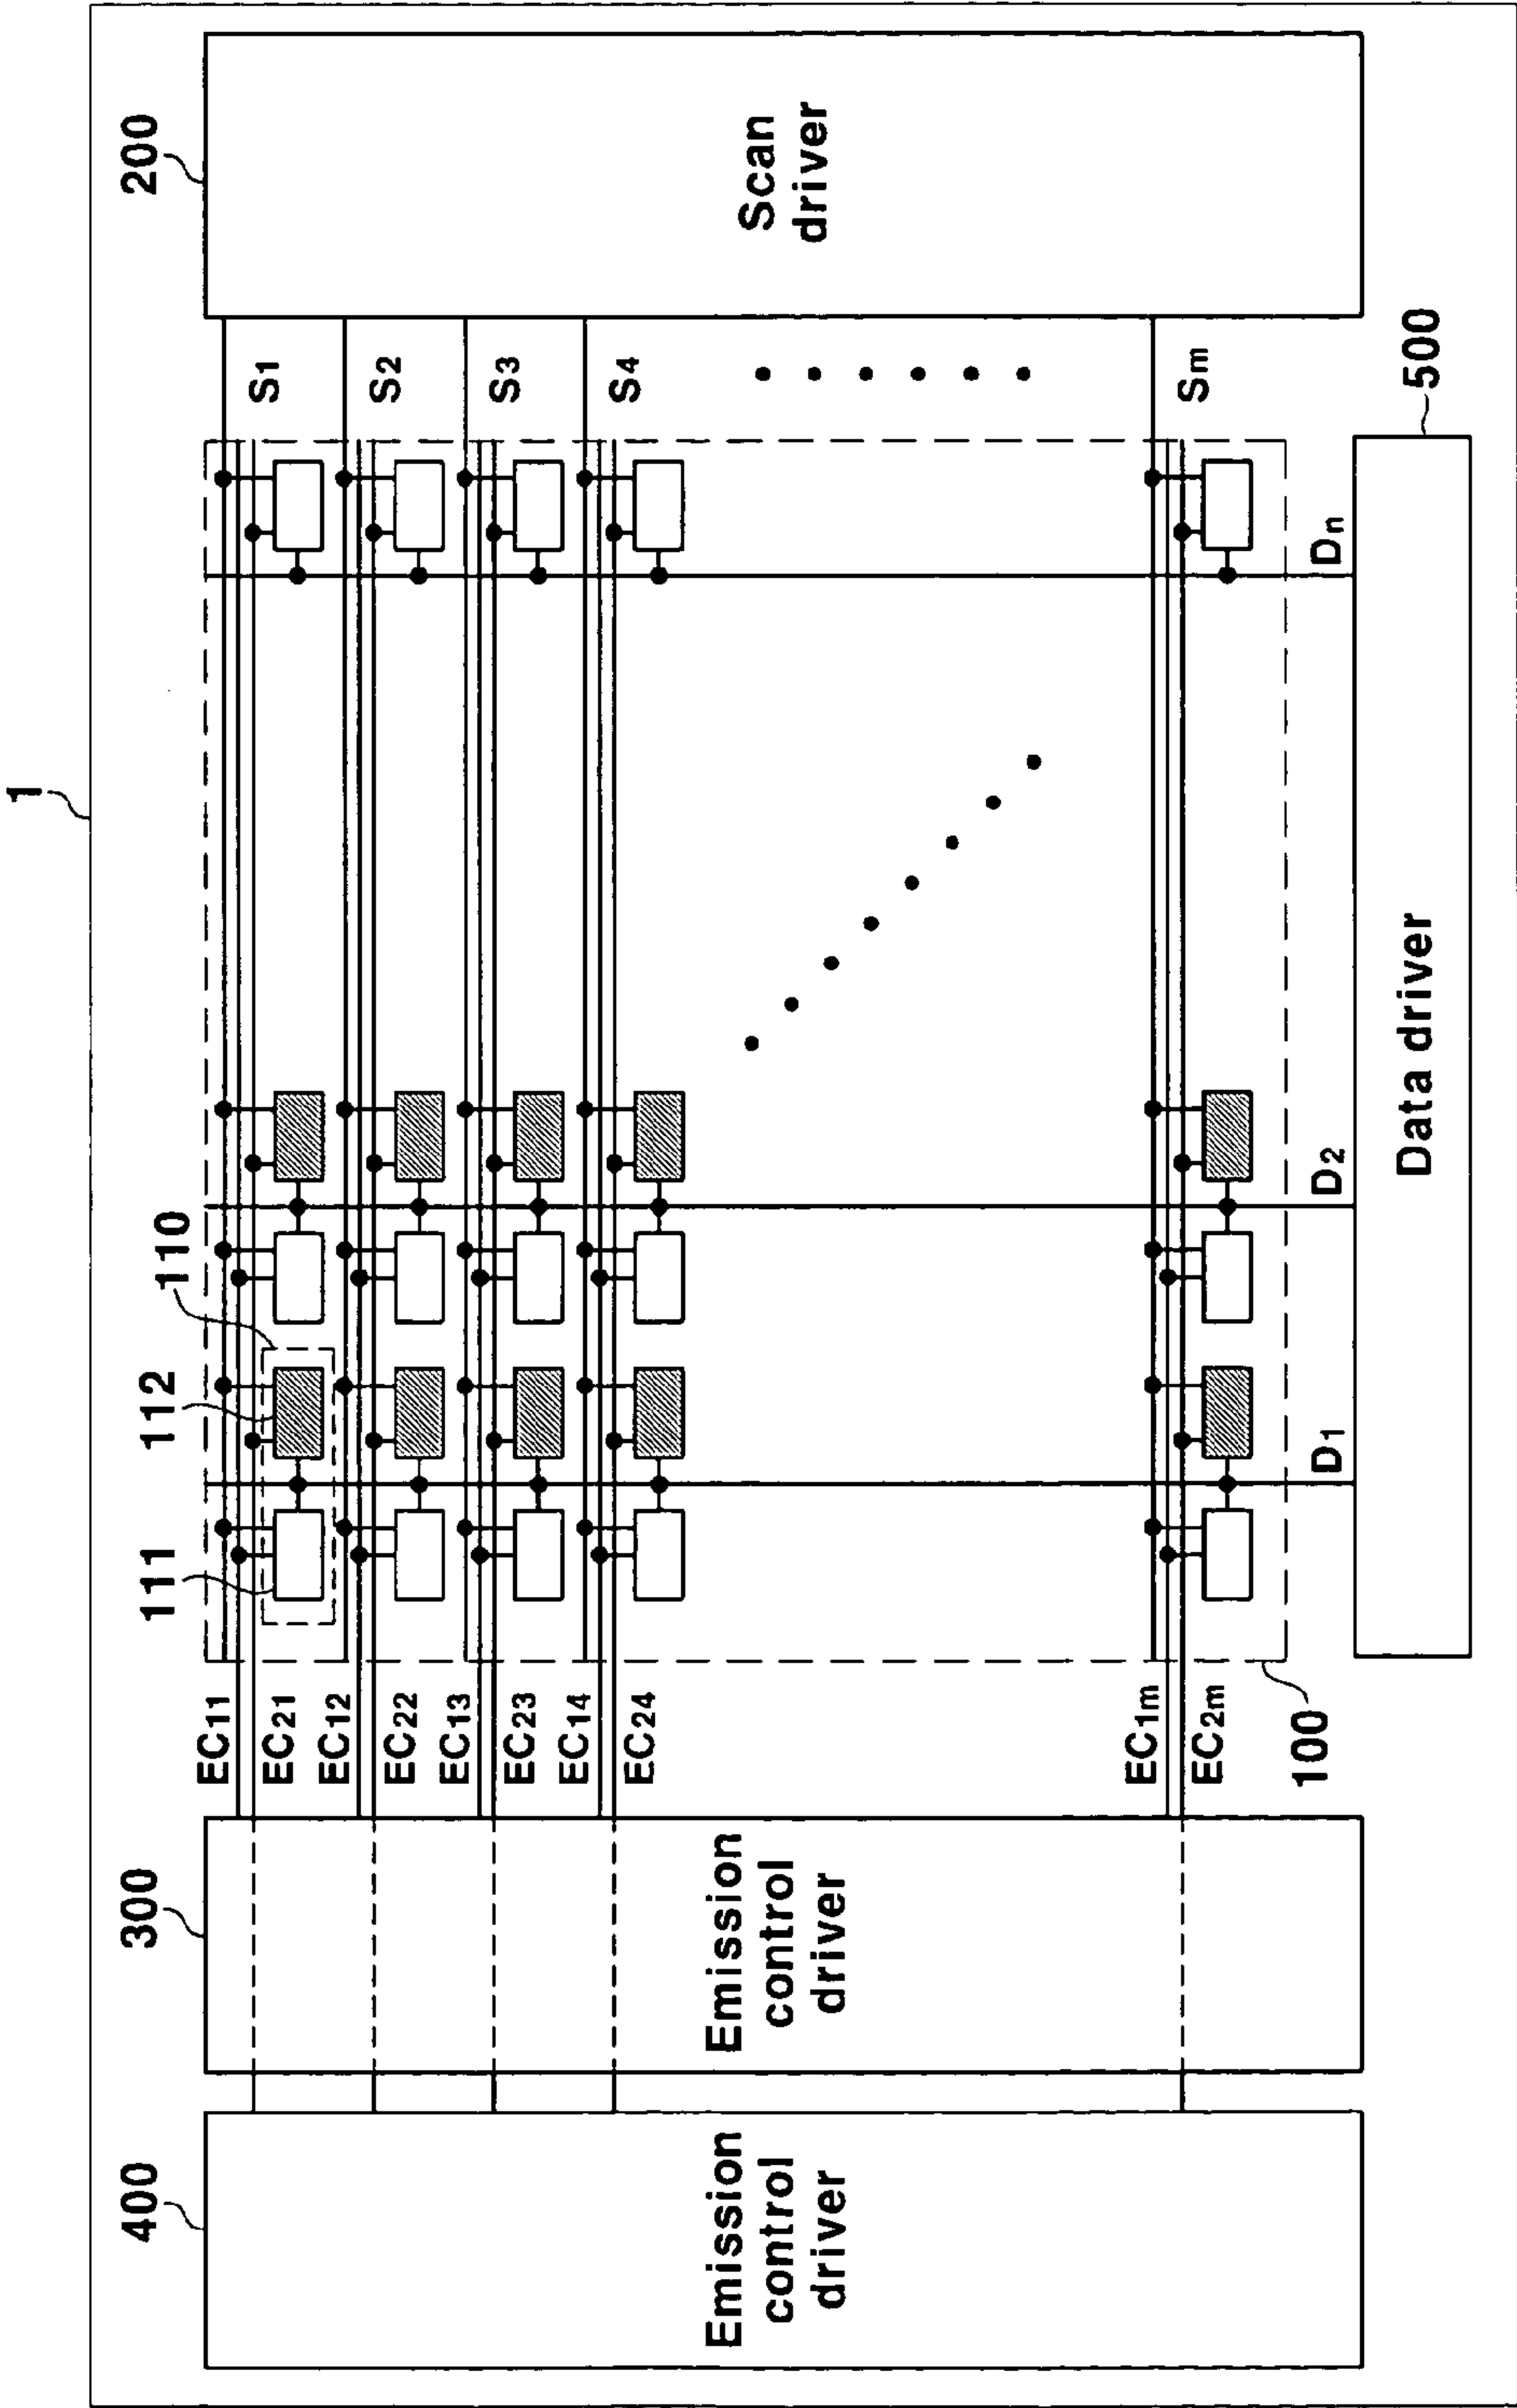 1
400
300
200
111
112
110
EC11
EC21
EC12
EC22
EC13
EC23
EC14
EC24
EC1m
EC2m
100
S1
S2
S3
S4
Sm
Emission
control
driver
Emission
control
driver
Scan
driver
D1
D2
Dn
500
Data driver